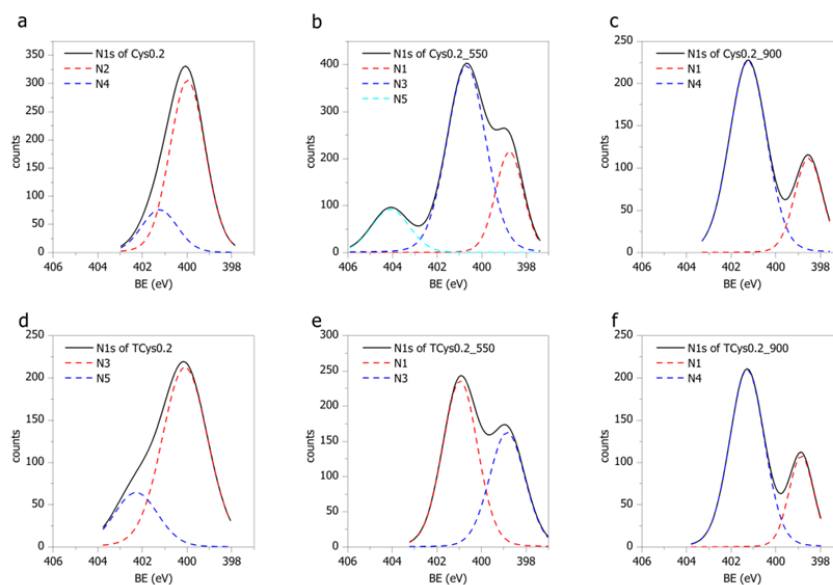 a
N1s of Cys0.2
N2
N4
350
300
250
200
150
100
50
0
counts
406 404 402 400 398
BE (eV)
b
N1s of Cys0.2_550
N1
N3
N5
400
300
200
100
0
counts
406 404 402 400 398
BE (eV)
c
N1s of Cys0.2_900
N1
N4
250
200
150
100
50
0
counts
406 404 402 400 398
BE (eV)
d
N1s of TCys0.2
N3
N5
250
200
150
100
50
0
counts
406 404 402 400 398
BE (eV)
e
N1s of TCys0.2_550
N1
N3
300
250
200
150
100
50
0
counts
406 404 402 400 398
BE (eV)
f
N1s of TCys0.2_900
N1
N4
250
200
150
100
50
0
counts
406 404 402 400 398
BE (eV)